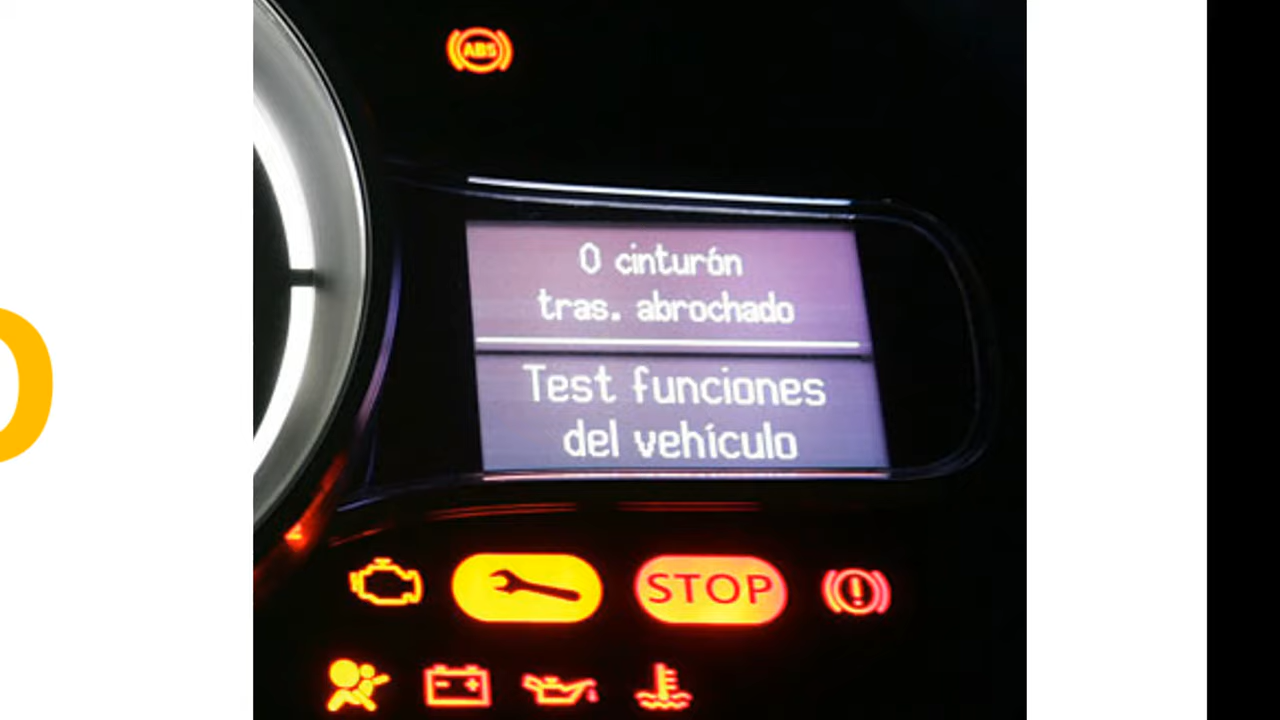 ABS
0 cinturón
tras. abrochado
Test funciones
del vehículo
STOP